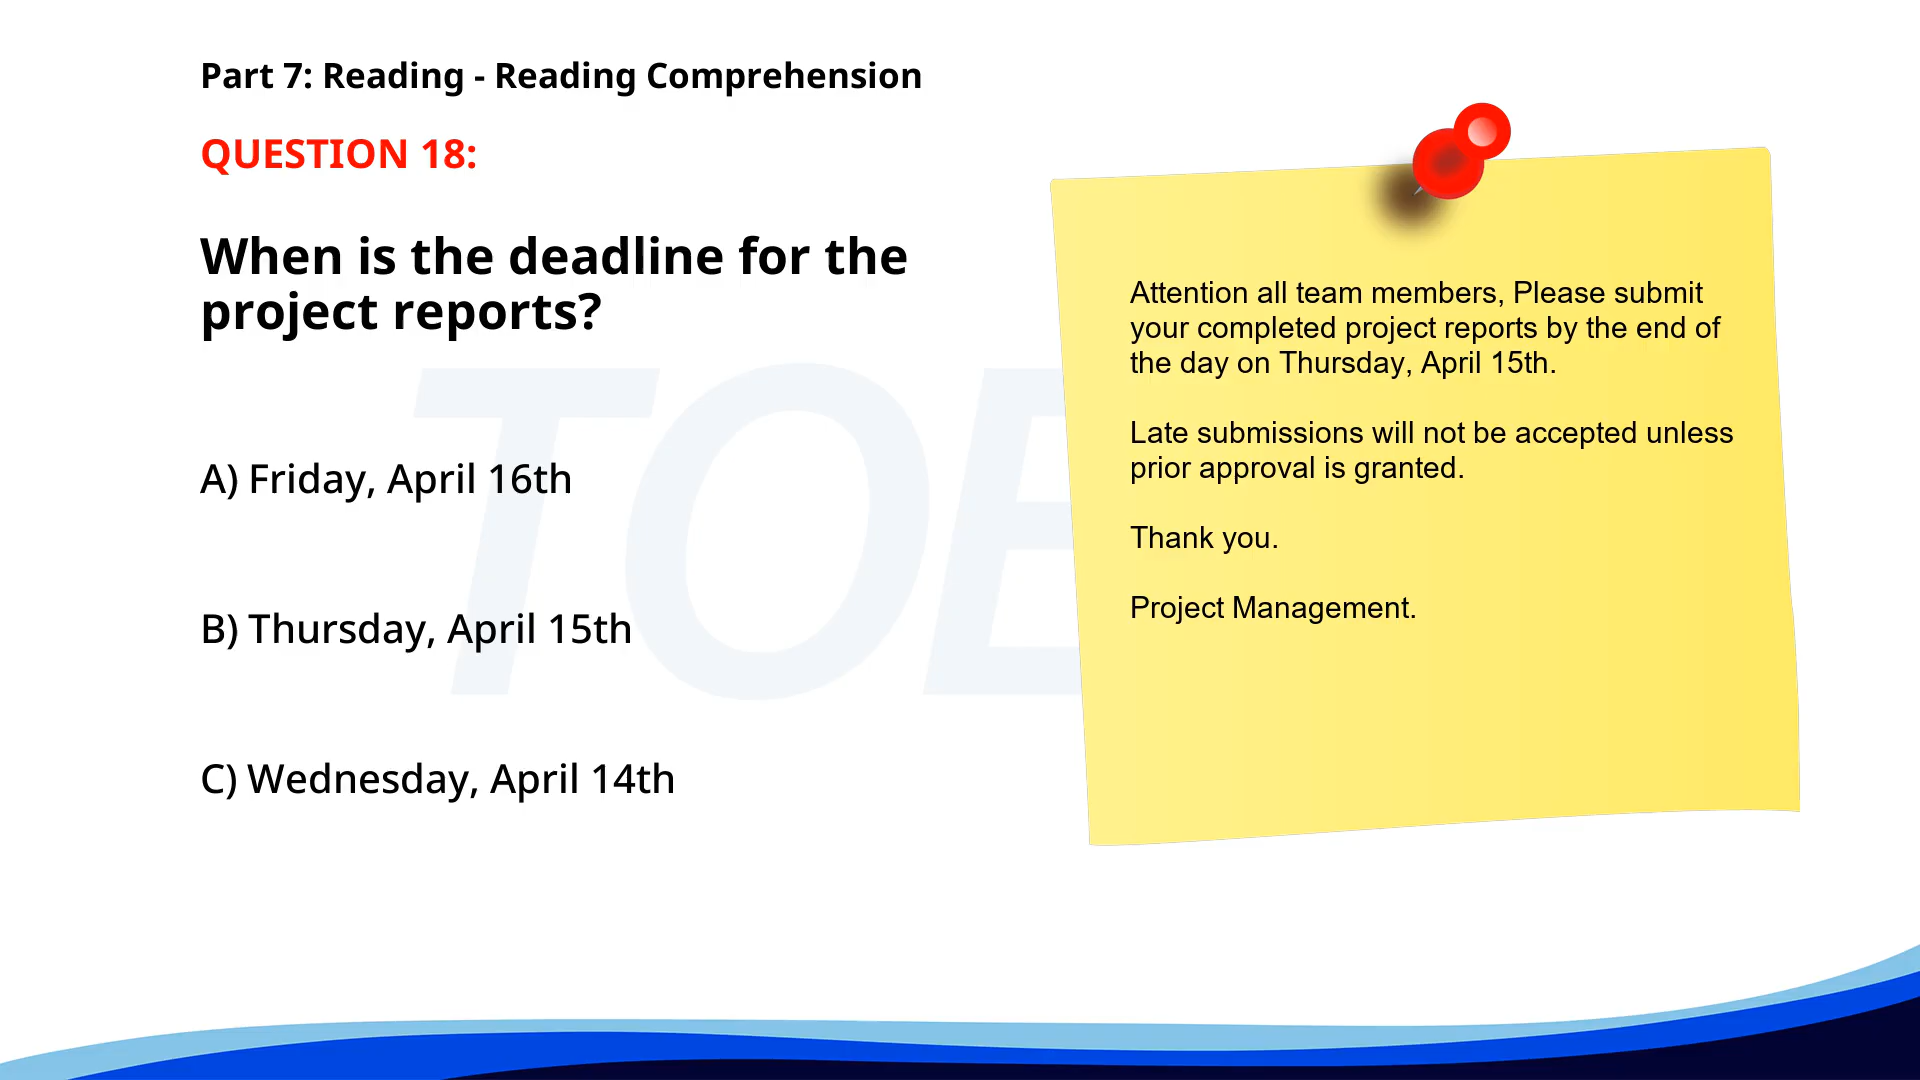 Part 7: Reading - Reading Comprehension
QUESTION 18:
When is the deadline for the
project reports?
A) Friday, April 16th
B) Thursday, April 15th
C) Wednesday, April 14th
Attention all team members, Please submit
your completed project reports by the end of
the day on Thursday, April 15th.
Late submissions will not be accepted unless
prior approval is granted.
Thank you.
Project Management.